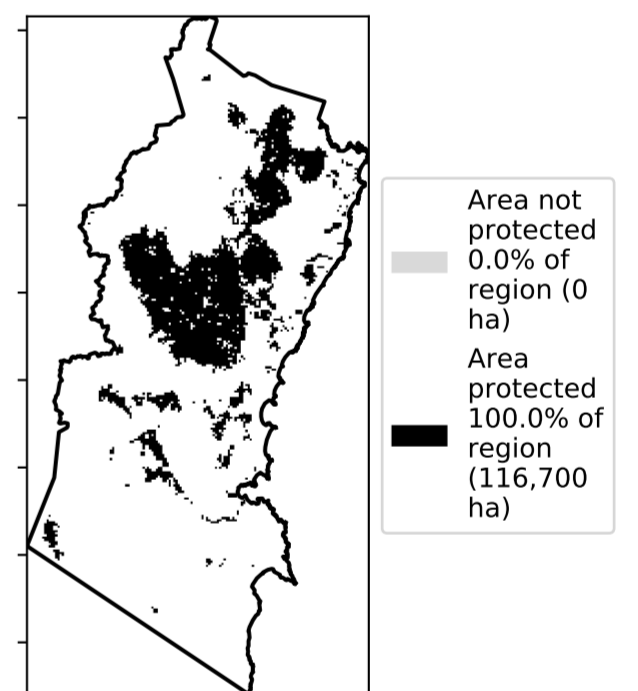 Area not
protected
0.0% of
region (0
ha)
Area
protected
100.0% of
region
(116,700
ha)